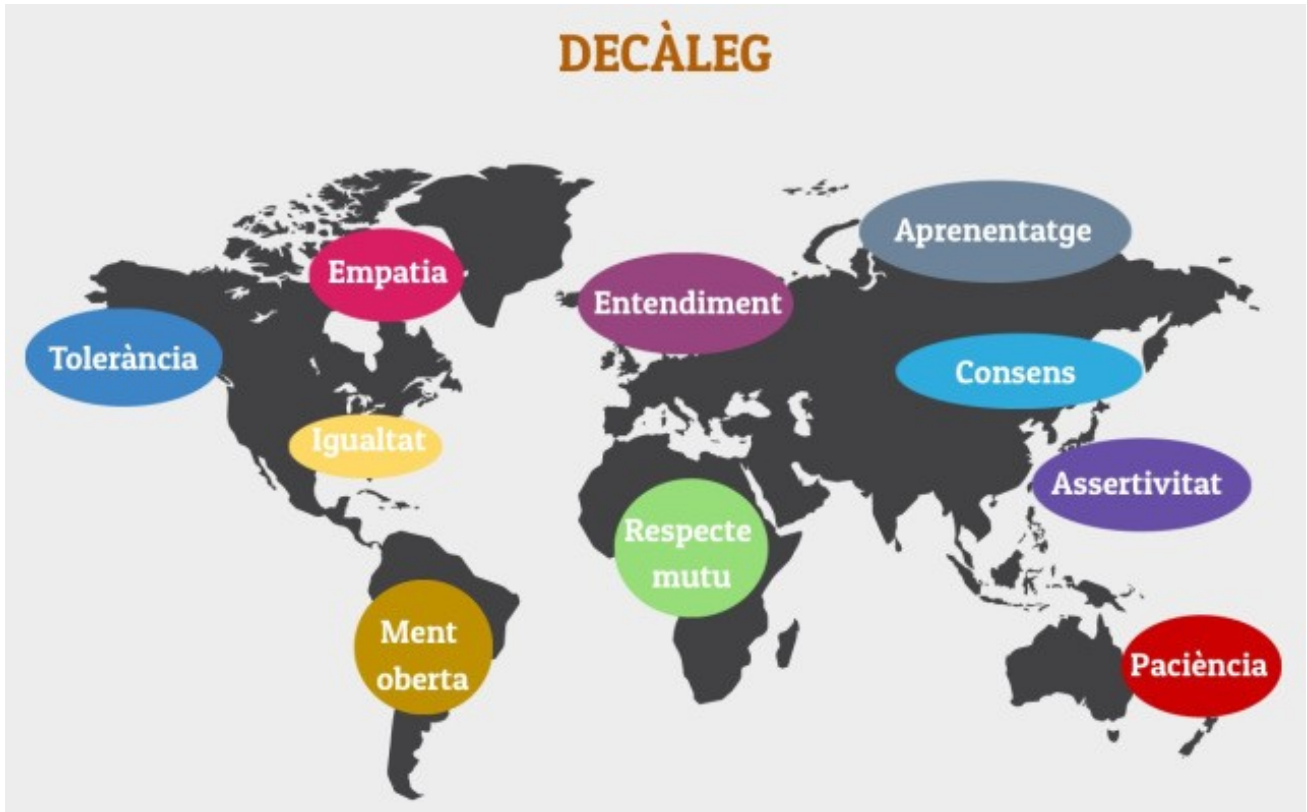 DECÀLEG
Aprenentatge
Empatia
Entendiment
Tolerància
Consens
Igualtat
Assertivitat
Respecte
mutu
Ment
oberta
Paciència